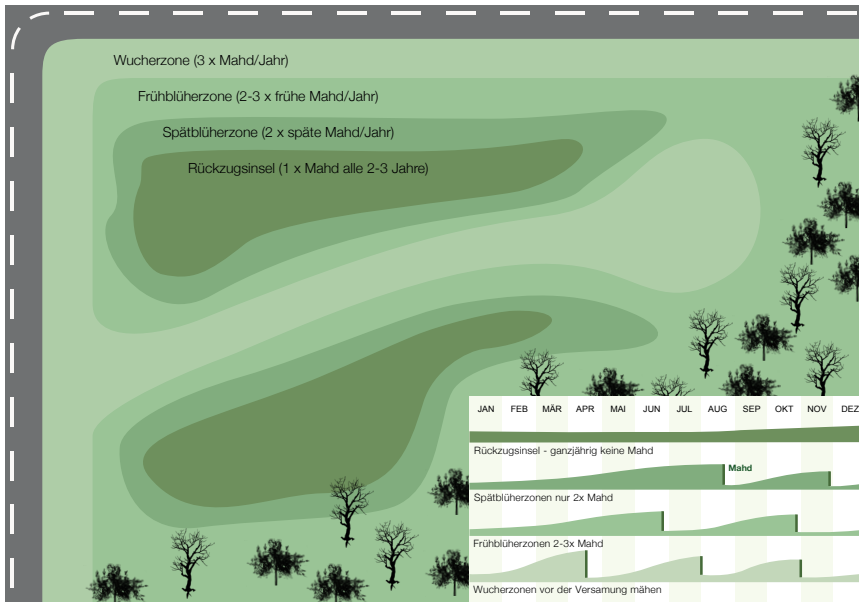 Wucherzone (3 x Mahd/Jahr)
Frühblüherzone (2-3 x frühe Mahd/Jahr)
Spätblüherzone (2 x späte Mahd/Jahr)
Rückzugsinsel (1 x Mahd alle 2-3 Jahre)
JAN FEB MÄR APR MAI JUN JUL AUG SEP OKT NOV DEZ
Rückzugsinsel - ganzjährig keine Mahd
Mahd
Spätblüherzonen nur 2x Mahd
Frühblüherzonen 2-3x Mahd
Wucherzonen vor der Versamung mähen